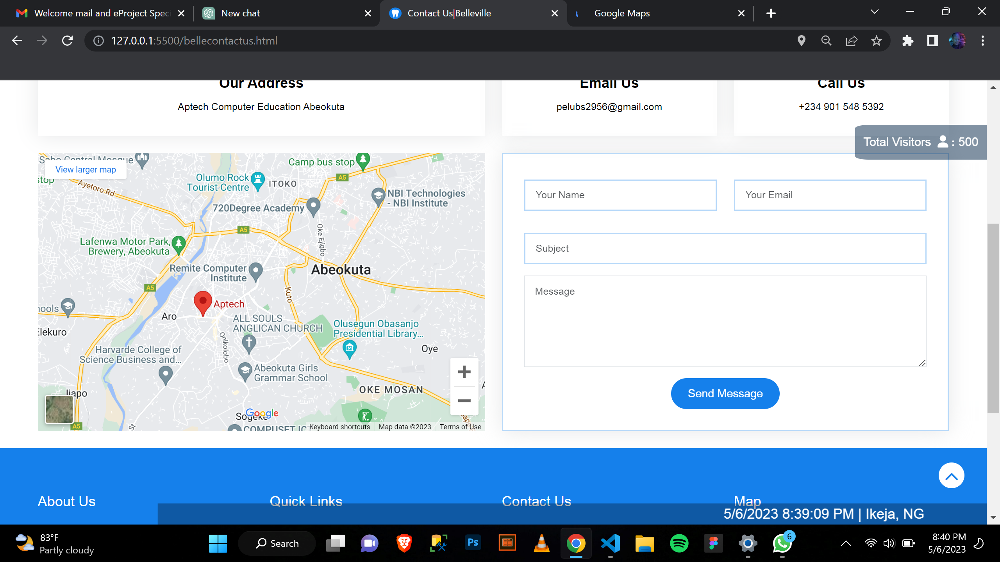 Welcome mail and eProject Speci
New chat
Contact Us|Belleville
Google Maps
127.0.0.1:5500/bellecontactus.html
Our Address
Email Us
Call Us
Aptech Computer Education Abeokuta
pelubs2956@gmail.com
+234 901 548 5392
Total Visitors : 500
Sabo Central Mosque
View larger map
stop
Ayetoro Rd
Camp bus stop
A5
Olumo Rock
Tourist Centre
ITOKO
NBI Technologies
- NBI Institute
720Degree Academy
A5
Oke Ejigbo
Lafenwa Motor Park,
Brewery, Abeokuta
Remite Computer
Institute
Abeokuta
A5
Kuto
Aptech
nools
Aro
ALL SOULS
ANGLICAN CHURCH
Olusegun Obasanjo
Presidential Library...
Elekuro
Onikolobo
Oye
Harvarde College of
Science Business and...
Abeokuta Girls
Grammar School
OKE MOSAN
Ijapo
Sogeke
Google
A5
St
COMPUSET IC
Keyboard shortcuts
Map data ©2023
Terms of Use
Your Name
Your Email
Subject
Message
Send Message
About Us
Quick Links
Contact Us
Map
5/6/2023 8:39:09 PM | Ikeja, NG
83°F
Partly cloudy
Search
Ps
6
8:40 PM
5/6/2023